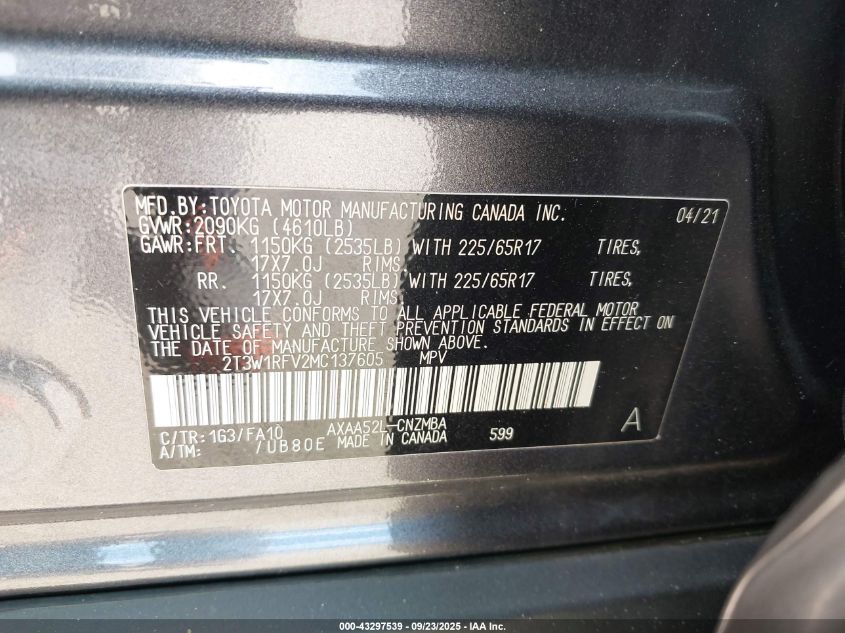 MFD.BY:TOYOTA MOTOR MANUFACTURING CANADA INC. 04/21
GVWR:2090KG (4610LB)
GAWR:FRT. 1150KG (2535LB) WITH 225/65R17 TIRES,
17X7.0J RIMS,
RR. 1150KG (2535LB) WITH 225/65R17 TIRES,
17X7.0J RIMS
THIS VEHICLE CONFORMS TO ALL APPLICABLE FEDERAL MOTOR
VEHICLE SAFETY AND THEFT PREVENTION STANDARDS IN EFFECT ON
THE DATE OF MANUFACTURE SHOWN ABOVE.
2T3W1RFV2MC137605 MPV
C/TR:1G3/FA10 AXAA52L-CNZMBA A
A/TM: /UB80E MADE IN CANADA 599
000-43297539 - 09/23/2025 - IAA Inc.